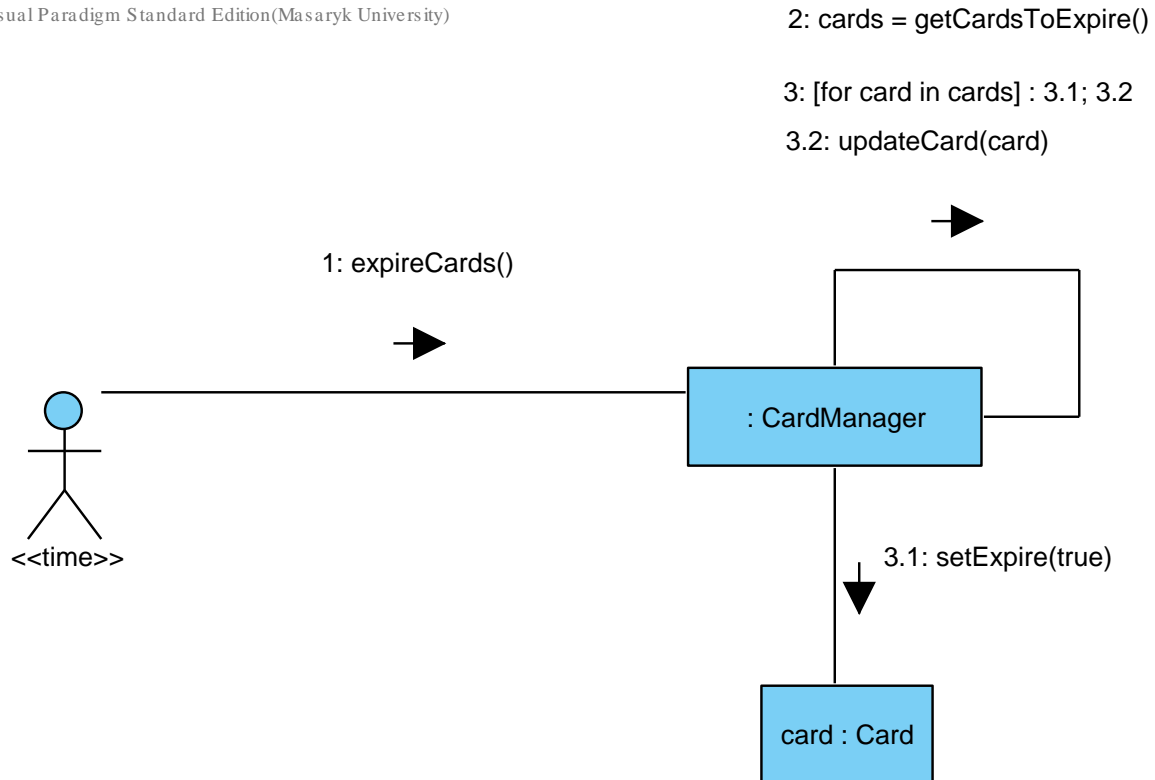 sual Paradigm Standard Edition(Masaryk University)
2: cards = getCardsToExpire()
3: [for card in cards] : 3.1; 3.2
3.2: updateCard(card)
1: expireCards()
: CardManager
<<time>>
3.1: setExpire(true)
card : Card